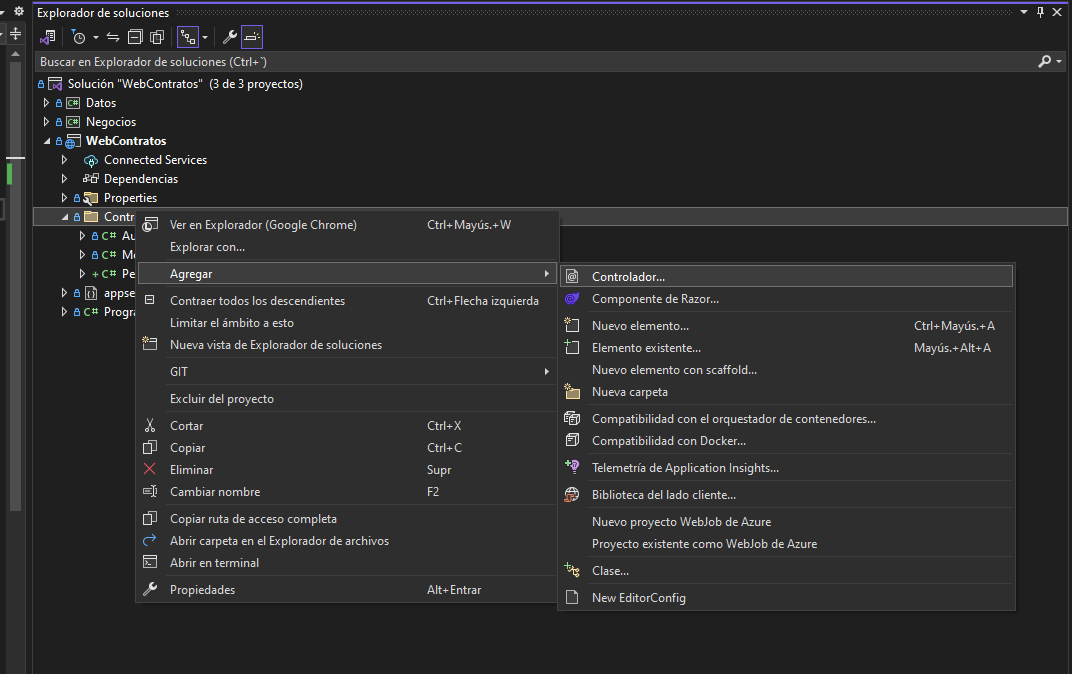 Explorador de soluciones
Buscar en Explorador de soluciones (Ctrl+`)
Solución "WebContratos" (3 de 3 proyectos)
C# Datos
C# Negocios
WebContratos
Connected Services
Dependencias
Properties
Contr
C# Au
C#
C# Pe
appse
C# Progra
Ver en Explorador (Google Chrome) Ctrl+Mayús.+W
Explorar con...
Agregar
Contraer todos los descendientes Ctrl+Flecha izquierda
Limitar el ámbito a esto
Nueva vista de Explorador de soluciones
GIT
Excluir del proyecto
Cortar Ctrl+X
Copiar Ctrl+C
Eliminar Supr
Cambiar nombre F2
Copiar ruta de acceso completa
Abrir carpeta en el Explorador de archivos
Abrir en terminal
Propiedades Alt+Entrar
Controlador...
Componente de Razor...
Nuevo elemento... Ctrl+Mayús.+A
Elemento existente... Mayús.+Alt+A
Nuevo elemento con scaffold...
Nueva carpeta
Compatibilidad con el orquestador de contenedores...
Compatibilidad con Docker...
Telemetría de Application Insights...
Biblioteca del lado cliente...
Nuevo proyecto WebJob de Azure
Proyecto existente como WebJob de Azure
Clase...
New EditorConfig